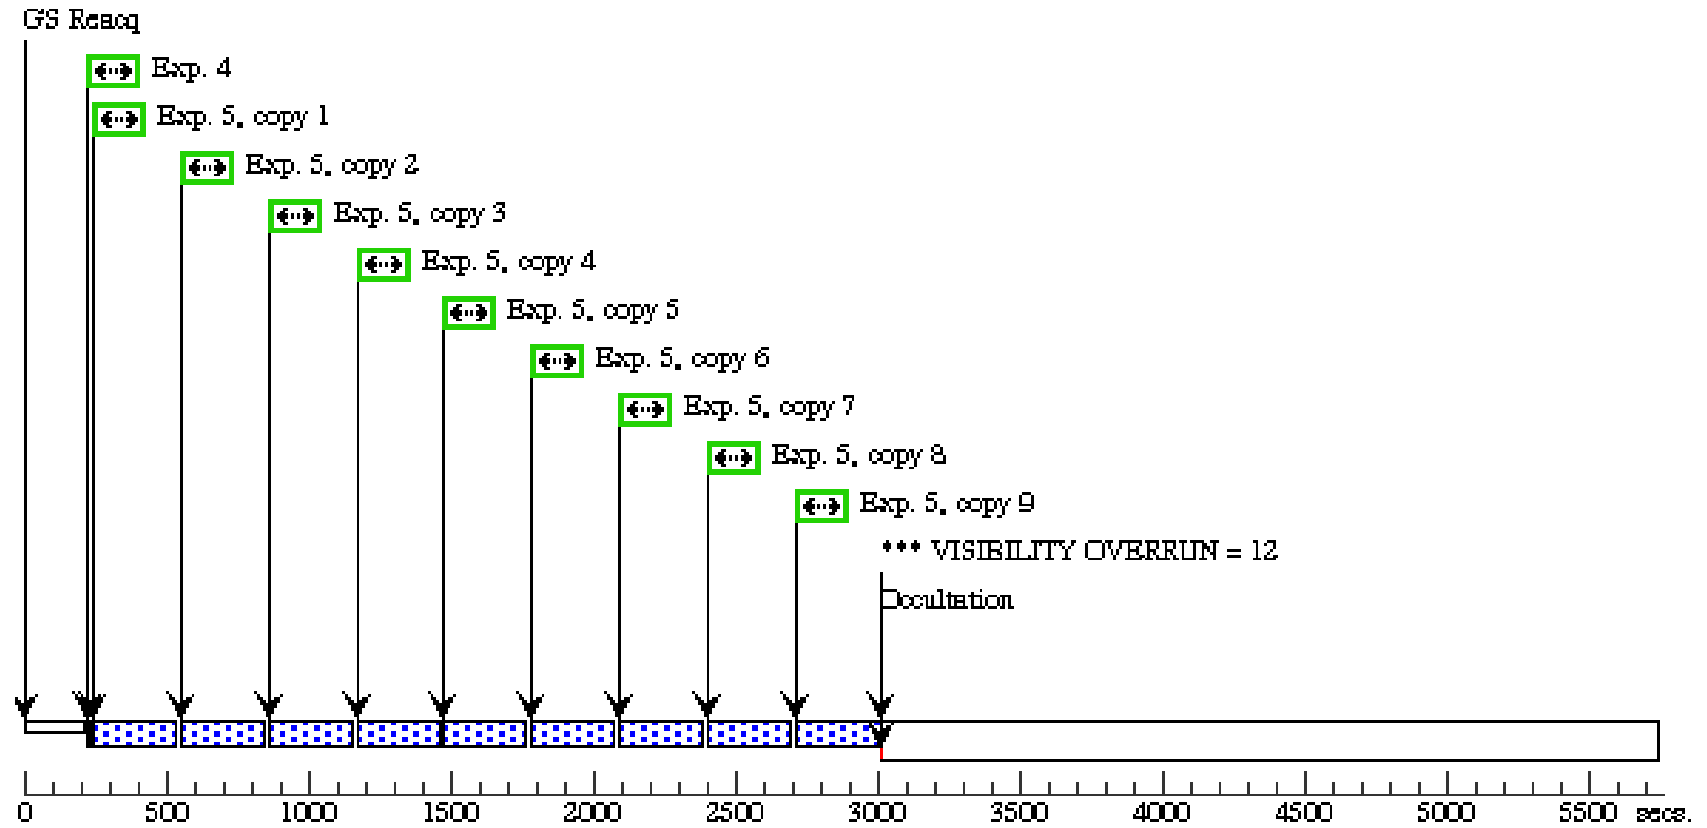 GS Reacq
Exp. 4
Exp. 5, copy 1
Exp. 5, copy 2
Exp. 5, copy 3
Exp. 5, copy 4
Exp. 5, copy 5
Exp. 5, copy 6
Exp. 5, copy 7
Exp. 5, copy 8
Exp. 5, copy 9
*** VISIBILITY OVERRUN = 12
Occultation
0 500 1000 1500 2000 2500 3000 3500 4000 4500 5000 5500 secs.